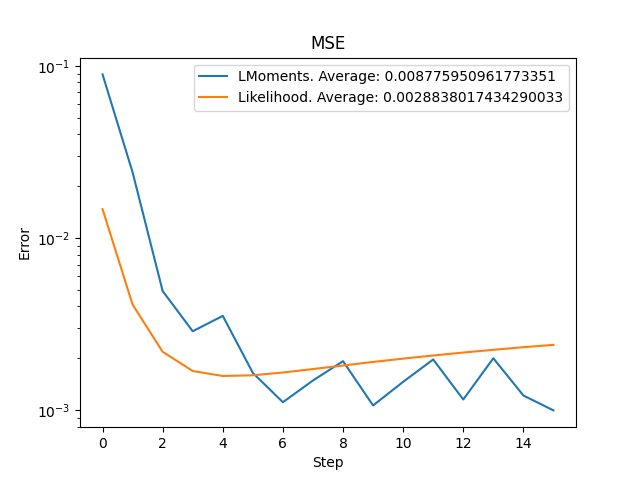 MSE
LMoments. Average: 0.008775950961773351
Likelihood. Average: 0.0028838017434290033
10⁻¹
10⁻²
10⁻³
Error
0 2 4 6 8 10 12 14
Step